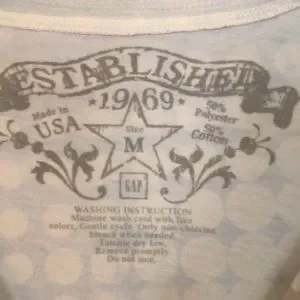 ESTABLISHED
*1969*
Made in
USA
Size
M
50%
Polyester
50%
Cotton
GAP
WASHING INSTRUCTION
Machine wash cold with like
colors, Gentle cycle. Only non-chlorine
bleach when needed.
Tumble dry low.
Remove promptly.
Do not iron.